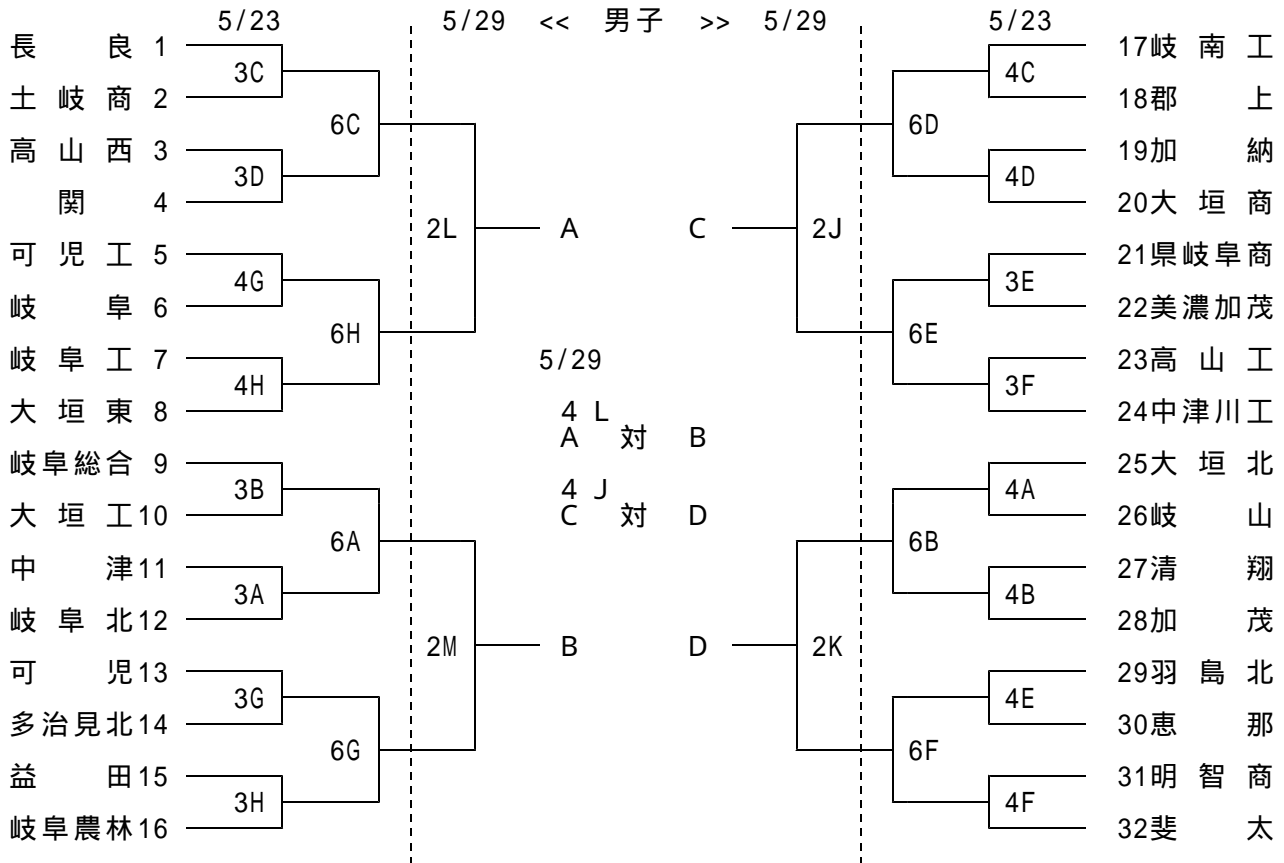 5/23 5/29 << 男子 >> 5/29 5/23
長良 1 17岐南工
3C 4C
土岐商 2 18郡上
6C 6D
高山西 3 19加納
3D 4D
関 4 20大垣商
2L A C 2J
可児工 5 21県岐阜商
4G 3E
岐阜 6 22美濃加茂
6H 6E
岐阜工 7 5/29 23高山工
4H 3F
大垣東 8 4 L 24中津川工
A 対 B
岐阜総合 9 25大垣北
3B 4 J 4A
大垣工10 C 対 D 26岐山
6A 6B
中津11 27清翔
3A 4B
岐阜北12 28加茂
2M B D 2K
可児13 29羽島北
3G 4E
多治見北14 30恵那
6G 6F
益田15 31明智商
3H 4F
岐阜農林16 32斐太